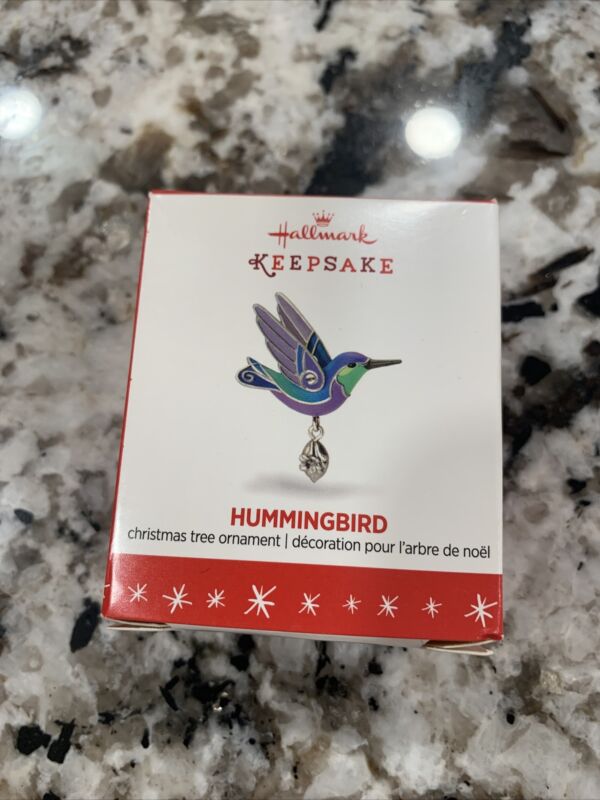 Hallmark
KEEPSAKE
HUMMINGBIRD
christmas tree ornament | décoration pour l'arbre de noël